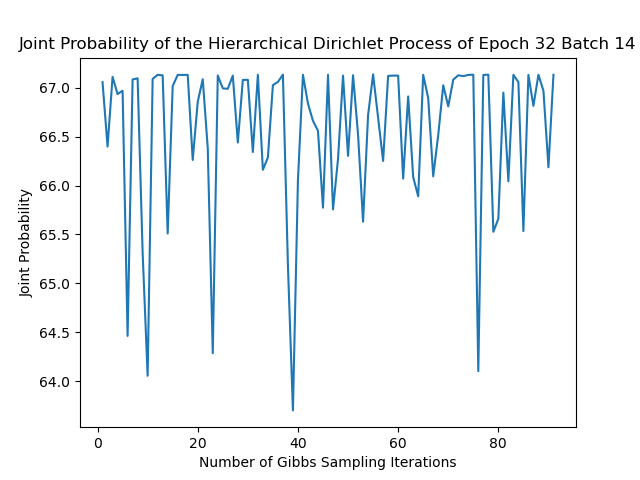 Joint Probability of the Hierarchical Dirichlet Process of Epoch 32 Batch 14
Joint Probability
67.0
66.5
66.0
65.5
65.0
64.5
64.0
0 20 40 60 80
Number of Gibbs Sampling Iterations